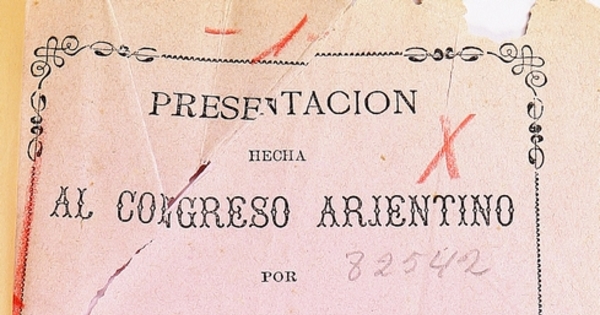 PRESENTACION
HECHA
AL CONGRESO ARJENTINO
POR
82542